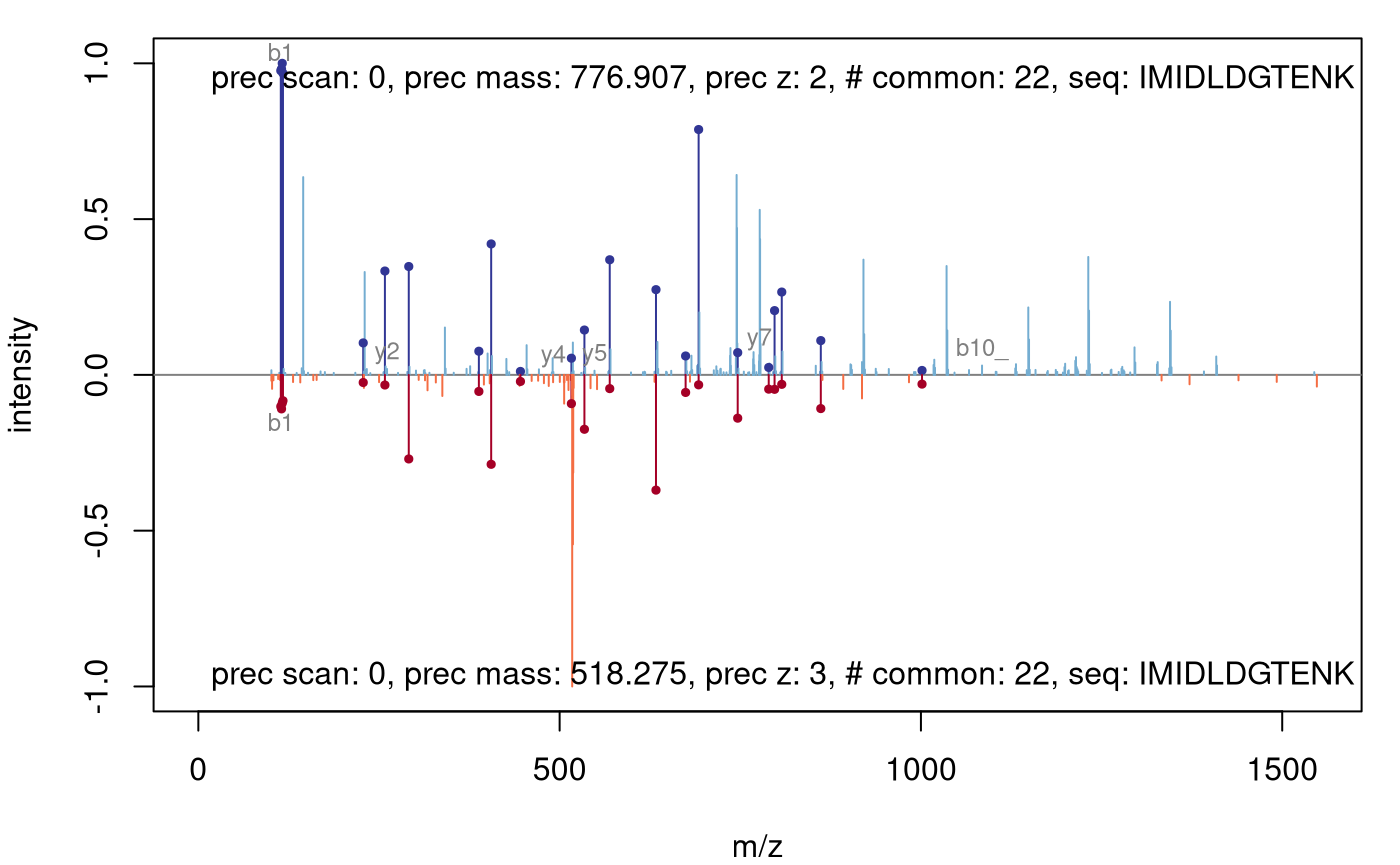 b1
prec scan: 0, prec mass: 776.907, prec z: 2, # common: 22, seq: IMIDLDGTENK
1.0
0.5
0.0
-0.5
-1.0
intensity
y2
y4_
y5
y7
b10_
b1
prec scan: 0, prec mass: 518.275, prec z: 3, # common: 22, seq: IMIDLDGTENK
0
500
1000
1500
m/z